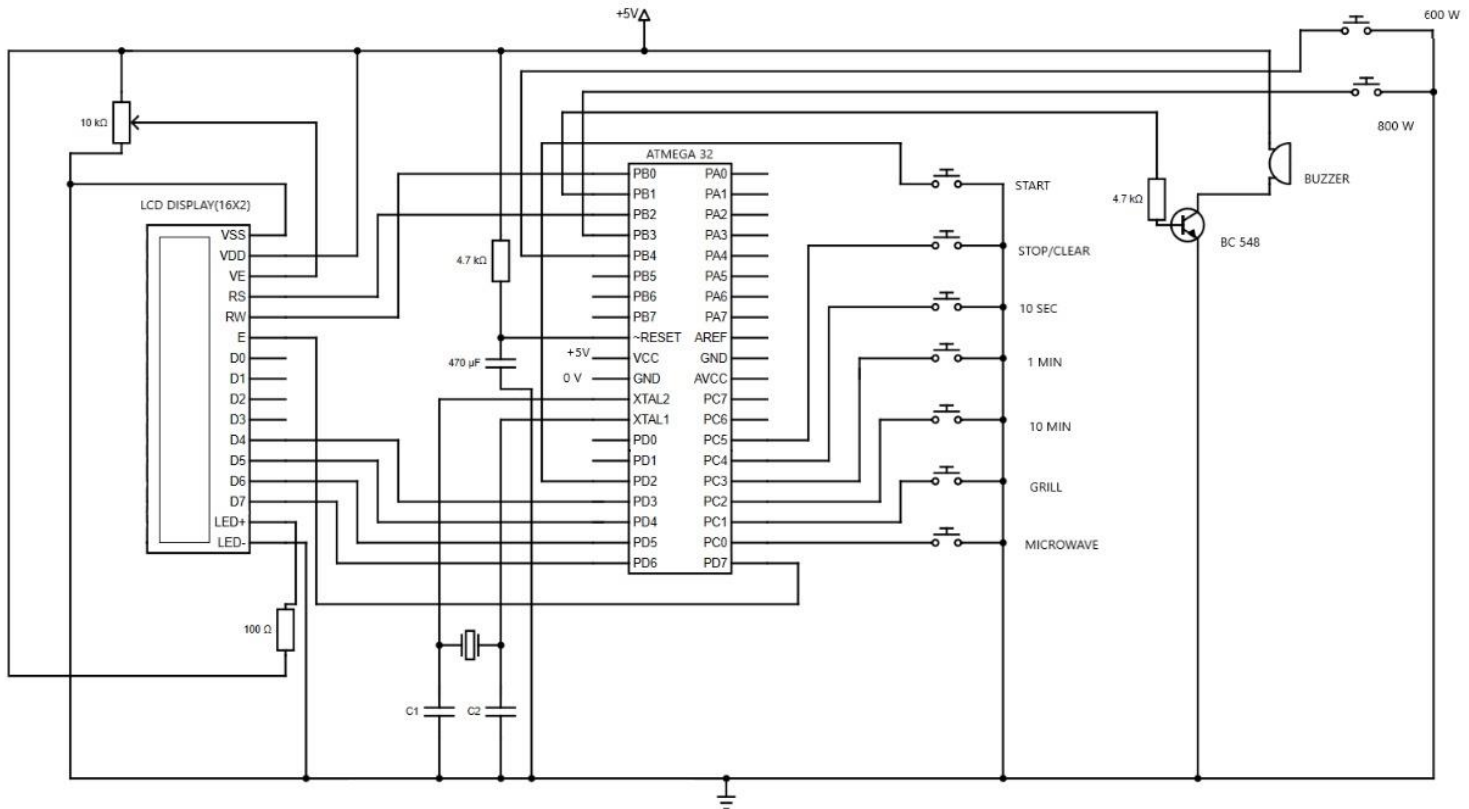 +5V
600 W
10 kΩ
800 W
ATMEGA 32
LCD DISPLAY(16X2)
VSS
VDD
VE
RS
RW
E
D0
D1
D2
D3
D4
D5
D6
D7
LED+
LED-
100 Ω
4.7 kΩ
470 µF
+5V
0 V
C1
C2
PB0
PB1
PB2
PB3
PB4
PB5
PB6
PB7
~RESET
VCC
GND
XTAL2
XTAL1
PD0
PD1
PD2
PD3
PD4
PD5
PD6
PA0
PA1
PA2
PA3
PA4
PA5
PA6
PA7
AREF
GND
AVCC
PC7
PC6
PC5
PC4
PC3
PC2
PC1
PC0
PD7
START
STOP/CLEAR
10 SEC
1 MIN
10 MIN
GRILL
MICROWAVE
4.7 kΩ
BUZZER
BC 548